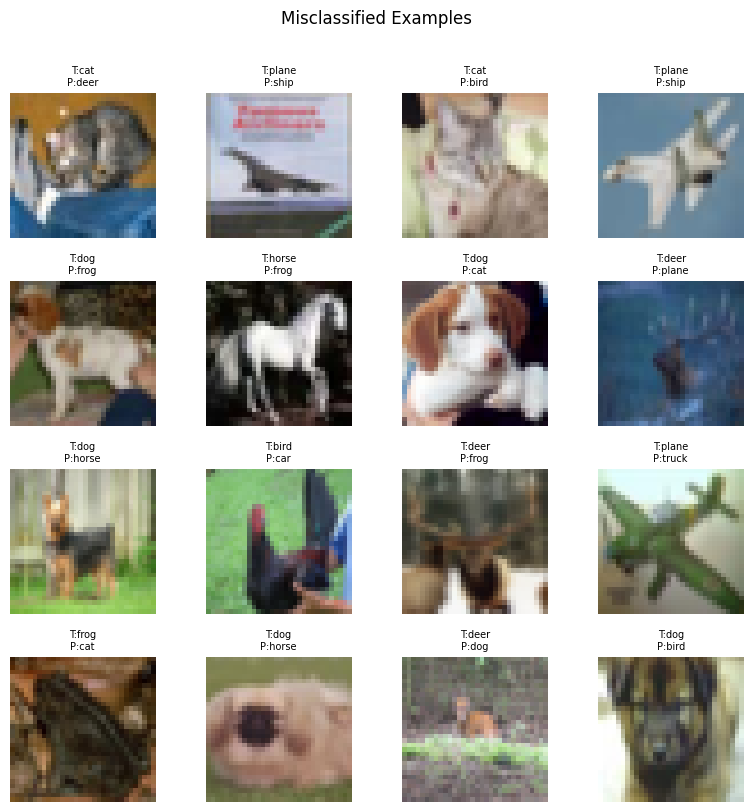 Misclassified Examples
T:cat
P:deer
T:plane
P:ship
T:cat
P:bird
T:plane
P:ship
T:dog
P:frog
T:horse
P:frog
T:dog
P:cat
T:deer
P:plane
T:dog
P:horse
T:bird
P:car
T:deer
P:frog
T:plane
P:truck
T:frog
P:cat
T:dog
P:horse
T:deer
P:dog
T:dog
P:bird